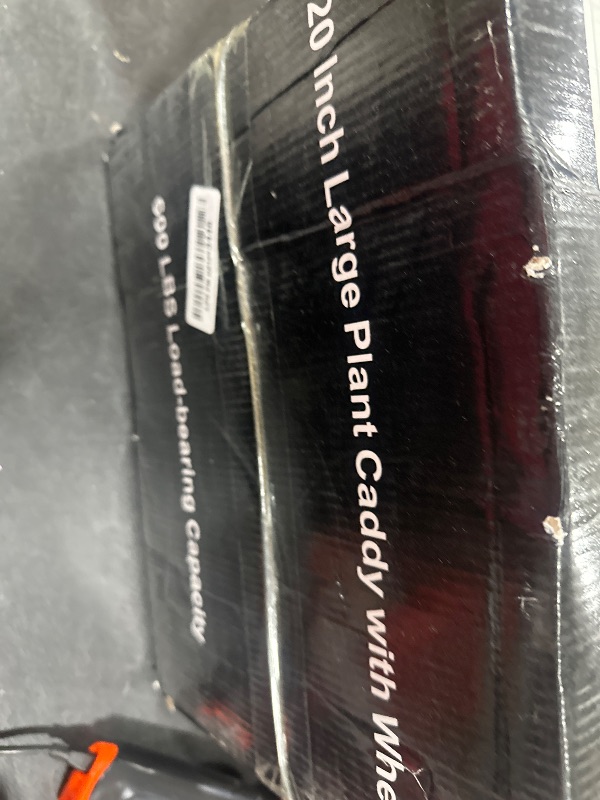 20 Inch Large Plant Caddy with Whe
600 LBS Load-bearing Capacity